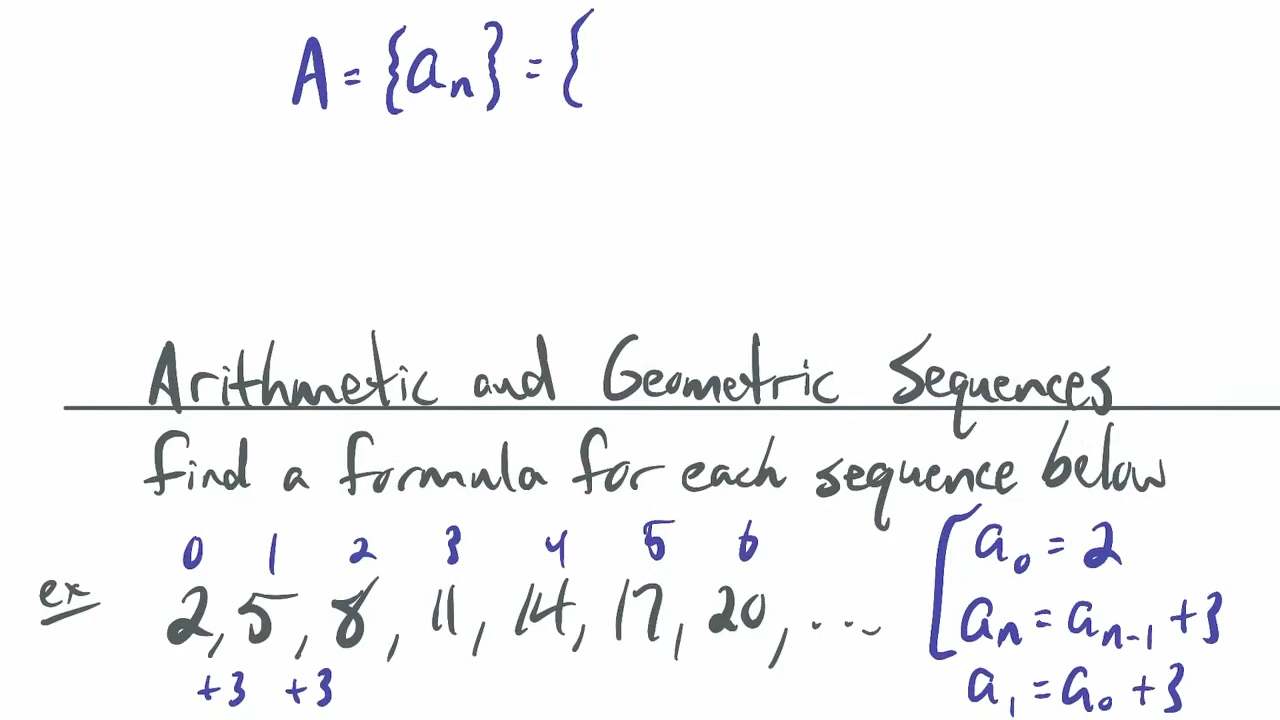 A = {aₙ} = {
Arithmetic and Geometric Sequences
find a formula for each sequence below
0 1 2 3 4 5 6
ex 2, 5, 8, 11, 14, 17, 20, ...
+3 +3
a₀ = 2
aₙ = aₙ₋₁ + 3
a₁ = a₀ + 3